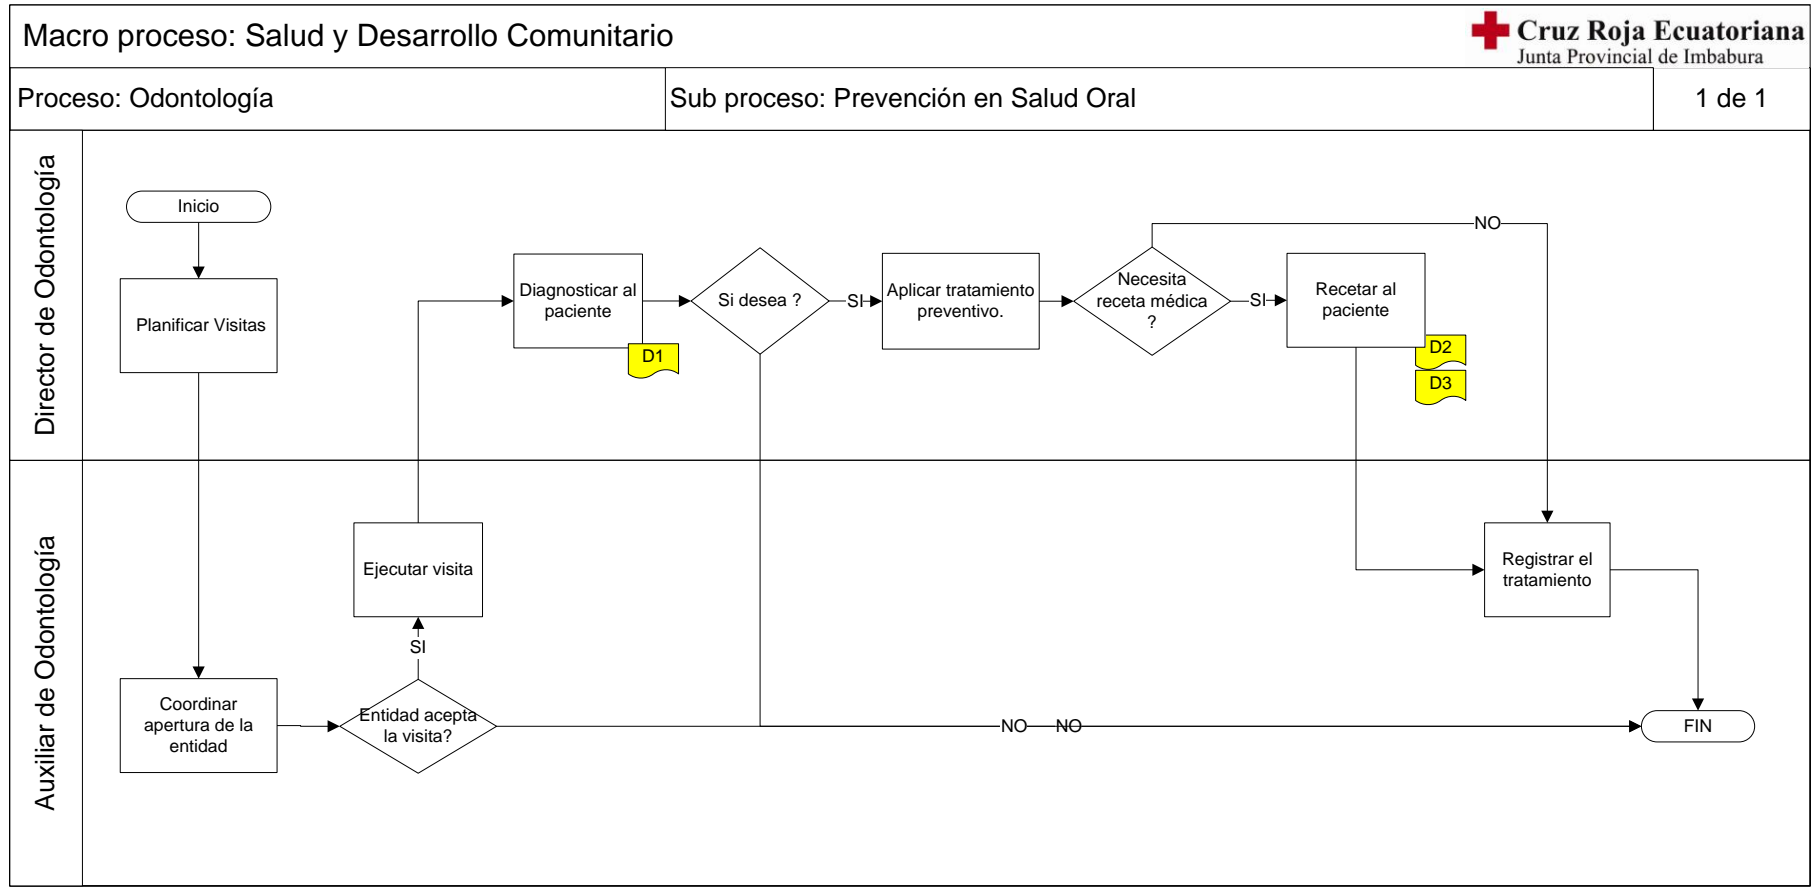 Macro proceso: Salud y Desarrollo Comunitario
Cruz Roja Ecuatoriana
Junta Provincial de Imbabura
Proceso: Odontología
Sub proceso: Prevención en Salud Oral
1 de 1
Director de Odontología
Inicio
Planificar Visitas
Diagnosticar al
paciente
D1
Si desea ?
SI
Aplicar tratamiento
preventivo.
Necesita
receta médica
?
NO
SI
Recetar al
paciente
D2
D3
Auxiliar de Odontología
Ejecutar visita
SI
Coordinar
apertura de la
entidad
Entidad acepta
la visita?
NO
NO
Registrar el
tratamiento
FIN